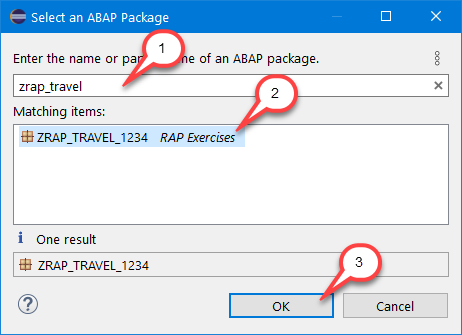 Select an ABAP Package
Enter the name or par me of an ABAP package.
1
zrap_travel
Matching items:
2
ZRAP_TRAVEL_1234 RAP Exercises
One result
ZRAP_TRAVEL_1234
3
OK
Cancel